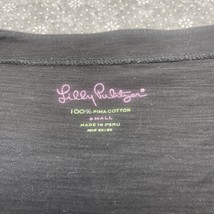 Lilly Pulitzer®
100% PIMA COTTON
SMALL
MADE IN PERU